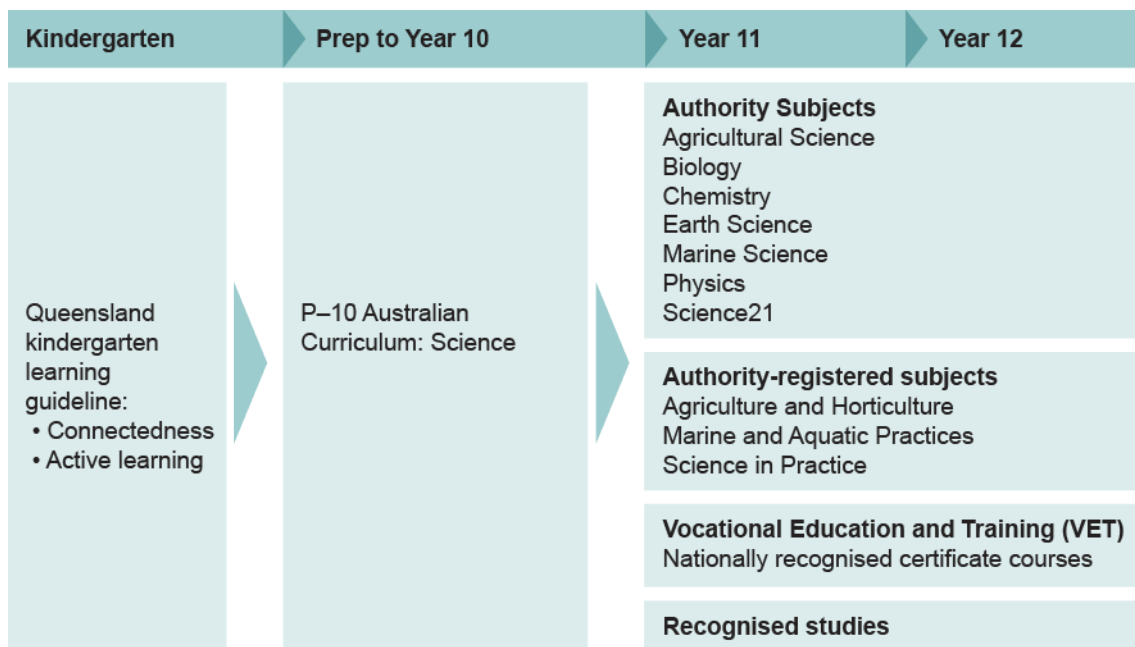 Kindergarten
Prep to Year 10
Year 11
Year 12
Queensland
kindergarten
learning
guideline:
• Connectedness
• Active learning
P–10 Australian
Curriculum: Science
Authority Subjects
Agricultural Science
Biology
Chemistry
Earth Science
Marine Science
Physics
Science21
Authority-registered subjects
Agriculture and Horticulture
Marine and Aquatic Practices
Science in Practice
Vocational Education and Training (VET)
Nationally recognised certificate courses
Recognised studies